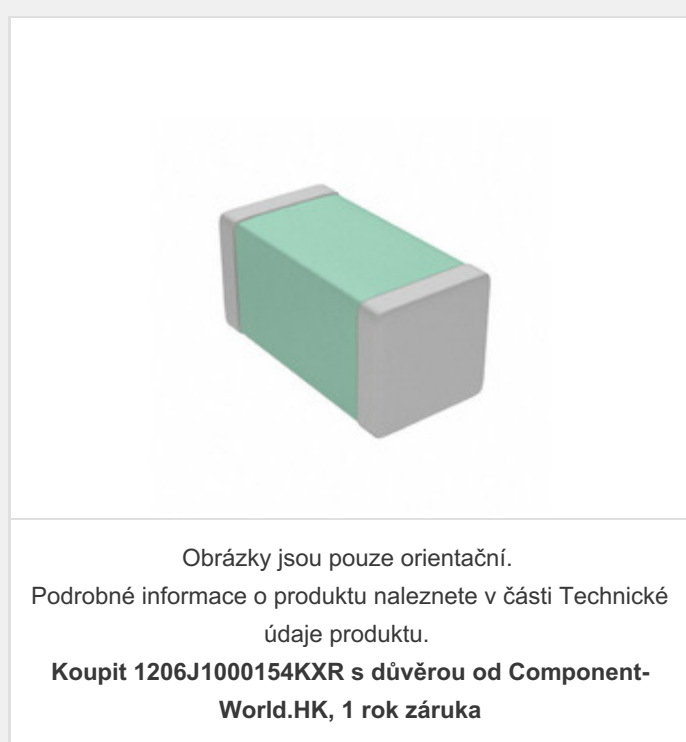 Obrázky jsou pouze orientační.
Podrobné informace o produktu naleznete v části Technické
údaje produktu.
Koupit 1206J1000154KXR s důvěrou od Component-
World.HK, 1 rok záruka